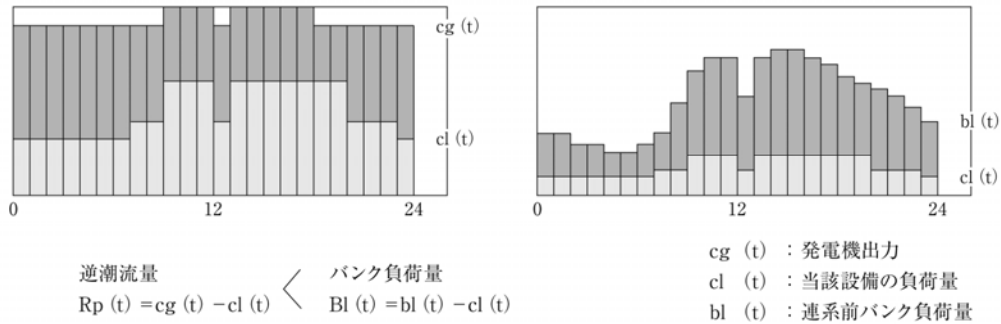 cg (t)
cl (t)
0 12 24
bl (t)
cl (t)
0 12 24
逆潮流量 < バンク負荷量
Rp (t) =cg (t) −cl (t) Bl (t) =bl (t) −cl (t)
cg (t) ：発電機出力
cl (t) ：当該設備の負荷量
bl (t) ：連系前バンク負荷量